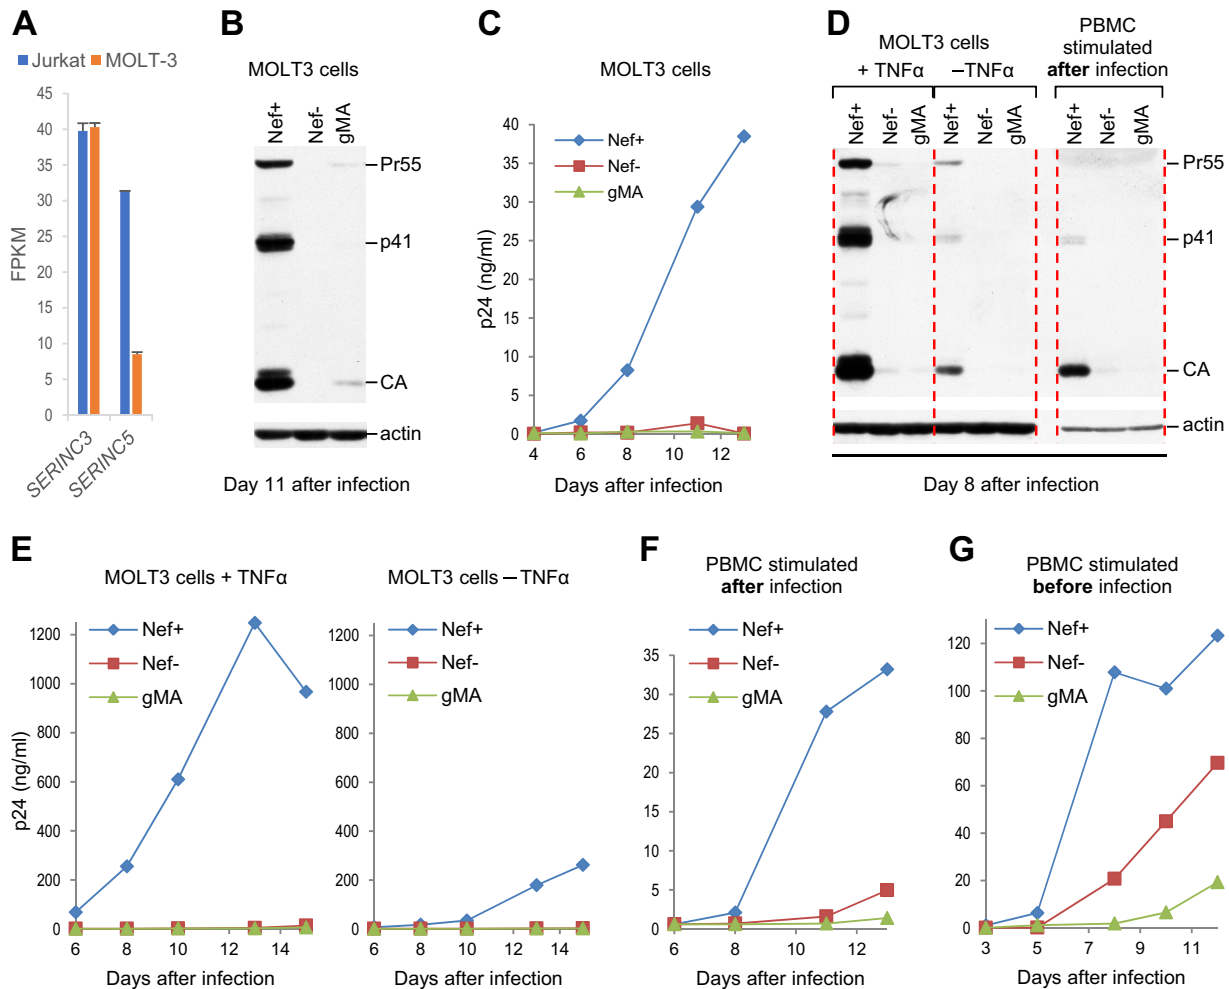 A
Jurkat MOLT-3
45
40
35
30
25
20
15
10
5
0
FPKM
SERINC3
SERINC5
B
MOLT3 cells
Nef+
Nef-
gMA
Pr55
p41
CA
actin
Day 11 after infection
C
MOLT3 cells
Nef+
Nef-
gMA
40
35
30
25
20
15
10
5
0
p24 (ng/ml)
4 6 8 10 12
Days after infection
D
MOLT3 cells
+ TNFα –TNFα
PBMC
stimulated
after infection
Nef+
Nef-
gMA
Nef+
Nef-
gMA
Nef+
Nef-
gMA
Pr55
p41
CA
actin
Day 8 after infection
E
MOLT3 cells + TNFα
Nef+
Nef-
gMA
1200
1000
800
600
400
200
0
p24 (ng/ml)
6 8 10 12 14
Days after infection
MOLT3 cells – TNFα
Nef+
Nef-
gMA
1200
1000
800
600
400
200
0
6 8 10 12 14
Days after infection
F
PBMC stimulated
after infection
Nef+
Nef-
gMA
35
30
25
20
15
10
5
0
6 8 10 12
Days after infection
G
PBMC stimulated
before infection
Nef+
Nef-
gMA
120
100
80
60
40
20
0
3 5 7 9 11
Days after infection